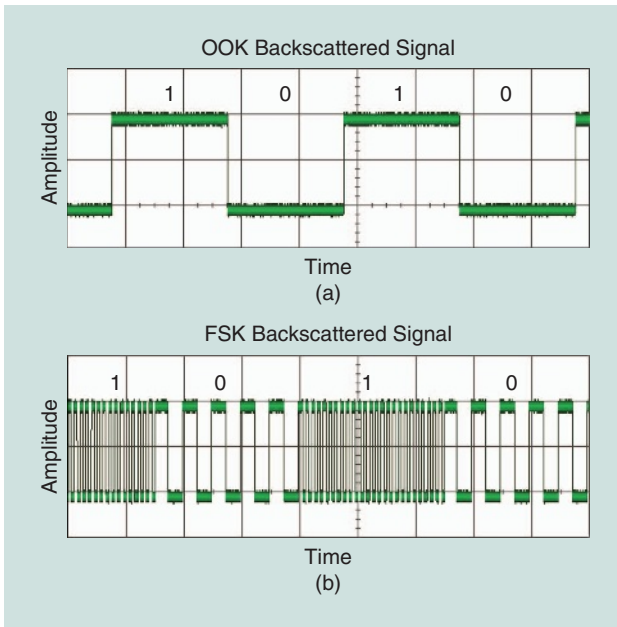 OOK Backscattered Signal
1 0 1 0
Amplitude
Time
(a)
FSK Backscattered Signal
1 0 1 0
Amplitude
Time
(b)